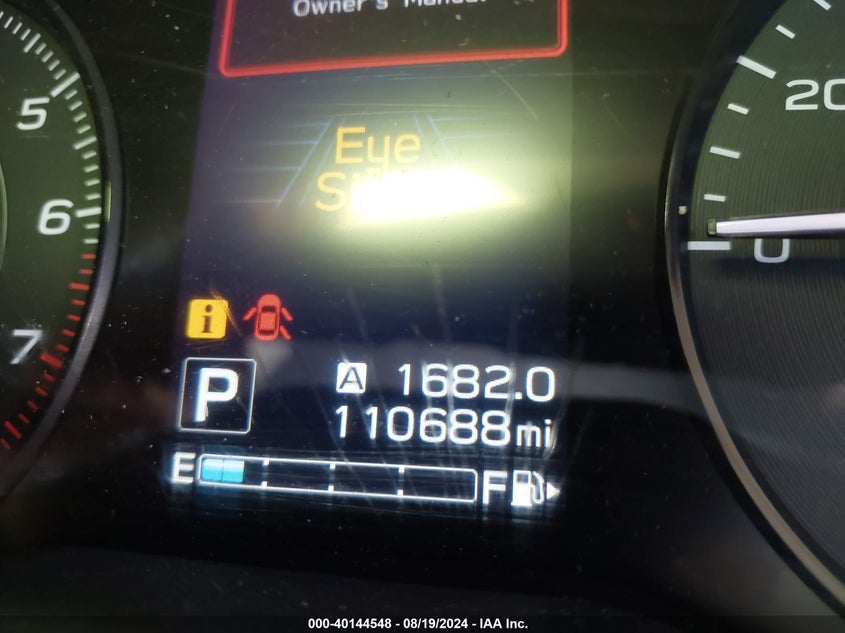 Owner's Manual
Eye
5
6
7
20
0
i
P
A 1682.0
110688mi
E
F
000-40144548 - 08/19/2024 - IAA Inc.